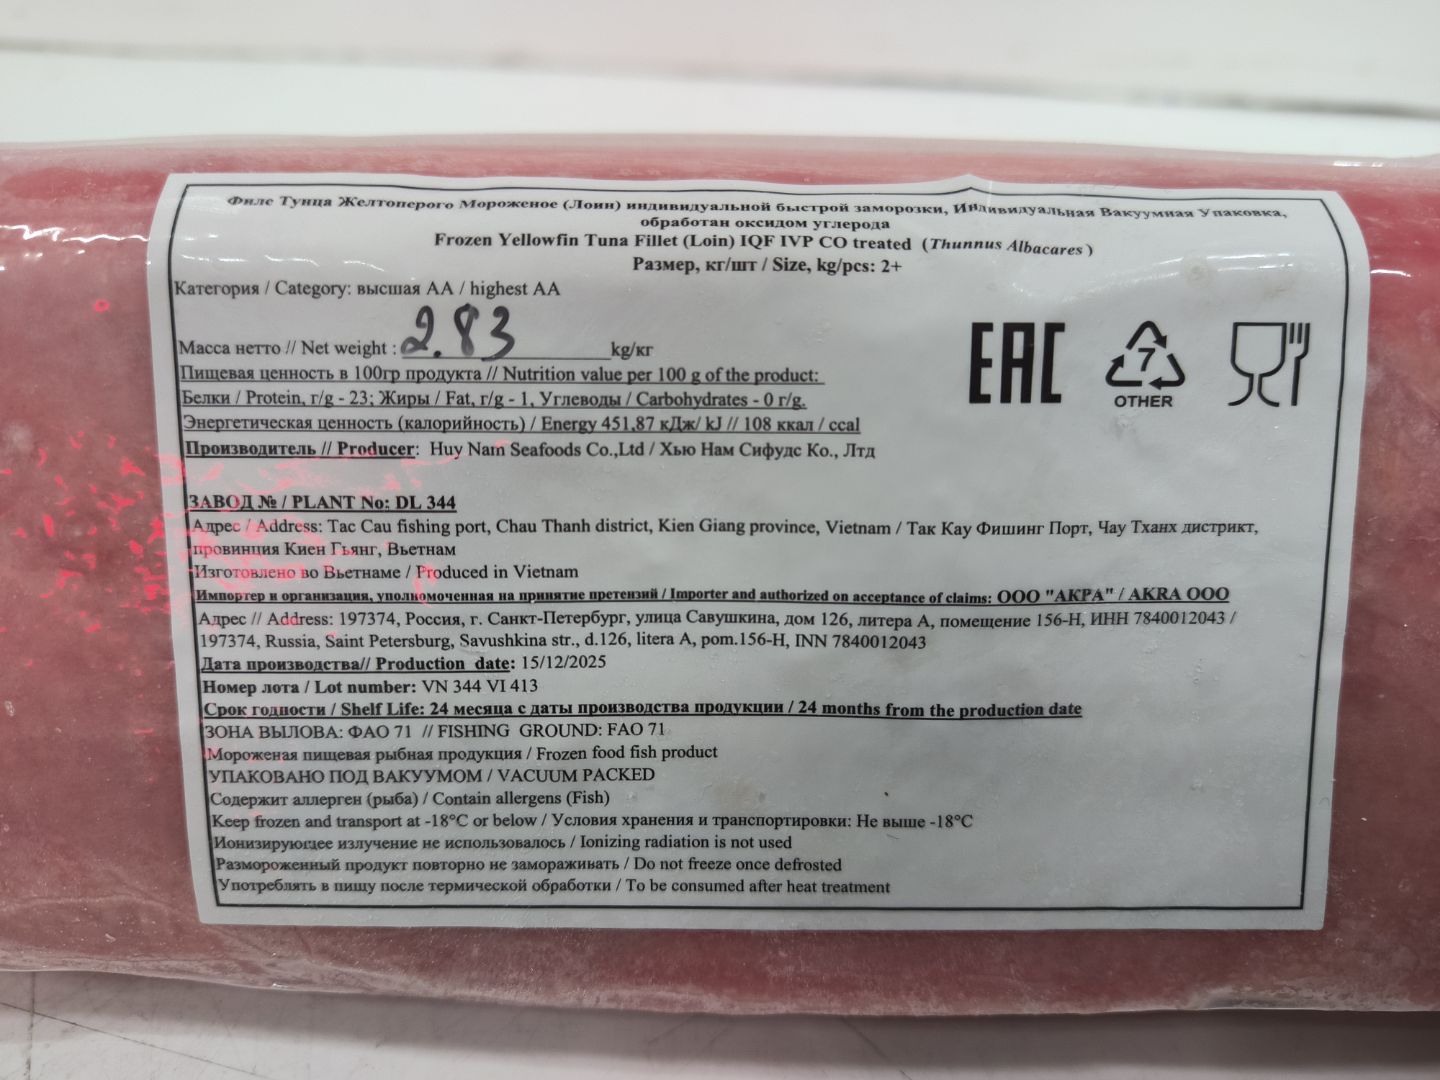 Филе Тунца Желтоперого Мороженое (Лоин) индивидуальной быстрой заморозки, Индивидуальная Вакуумная Упаковка,
обработан оксидом углерода
Frozen Yellowfin Tuna Fillet (Loin) IQF IVP CO treated (Thunnus Albacares )
Размер, кг/шт / Size, kg/pcs: 2+
Категория / Category: высшая АА / highest AA
Масса нетто // Net weight : 2.83 kg/кг
Пищевая ценность в 100гр продукта // Nutrition value per 100 g of the product:
Белки / Protein, г/g - 23; Жиры / Fat, г/g - 1, Углеводы / Carbohydrates - 0 г/g.
Энергетическая ценность (калорийность) / Energy 451,87 кДж/ kJ // 108 ккал / ccal
Производитель // Producer: Huy Nam Seafoods Co.,Ltd / Хью Нам Сифудс Ко., Лтд
ЗАВОД № / PLANT No: DL 344
Адрес / Address: Tac Cau fishing port, Chau Thanh district, Kien Giang province, Vietnam / Так Кау Фишинг Порт, Чау Тханх дистрикт,
провинция Киен Гьянг, Вьетнам
Изготовлено во Вьетнаме / Produced in Vietnam
Импортер и организация, уполномоченная на принятие претензий / Importer and authorized on acceptance of claims: ООО "АКРА" / AKRA OOO
Адрес // Address: 197374, Россия, г. Санкт-Петербург, улица Савушкина, дом 126, литера А, помещение 156-Н, ИНН 7840012043 /
197374, Russia, Saint Petersburg, Savushkina str., d.126, litera A, pom.156-H, INN 7840012043
Дата производства// Production date: 15/12/2025
Номер лота / Lot number: VN 344 VI 413
Срок годности / Shelf Life: 24 месяца с даты производства продукции / 24 months from the production date
ЗОНА ВЫЛОВА: ФАО 71 // FISHING GROUND: FAO 71
Мороженая пищевая рыбная продукция / Frozen food fish product
УПАКОВАНО ПОД ВАКУУМОМ / VACUUM PACKED
Содержит аллерген (рыба) / Contain allergens (Fish)
Keep frozen and transport at -18°C or below / Условия хранения и транспортировки: Не выше -18°C
Ионизирующее излучение не использовалось / Ionizing radiation is not used
Размороженный продукт повторно не замораживать / Do not freeze once defrosted
Употреблять в пищу после термической обработки / To be consumed after heat treatment
EAC
7
OTHER